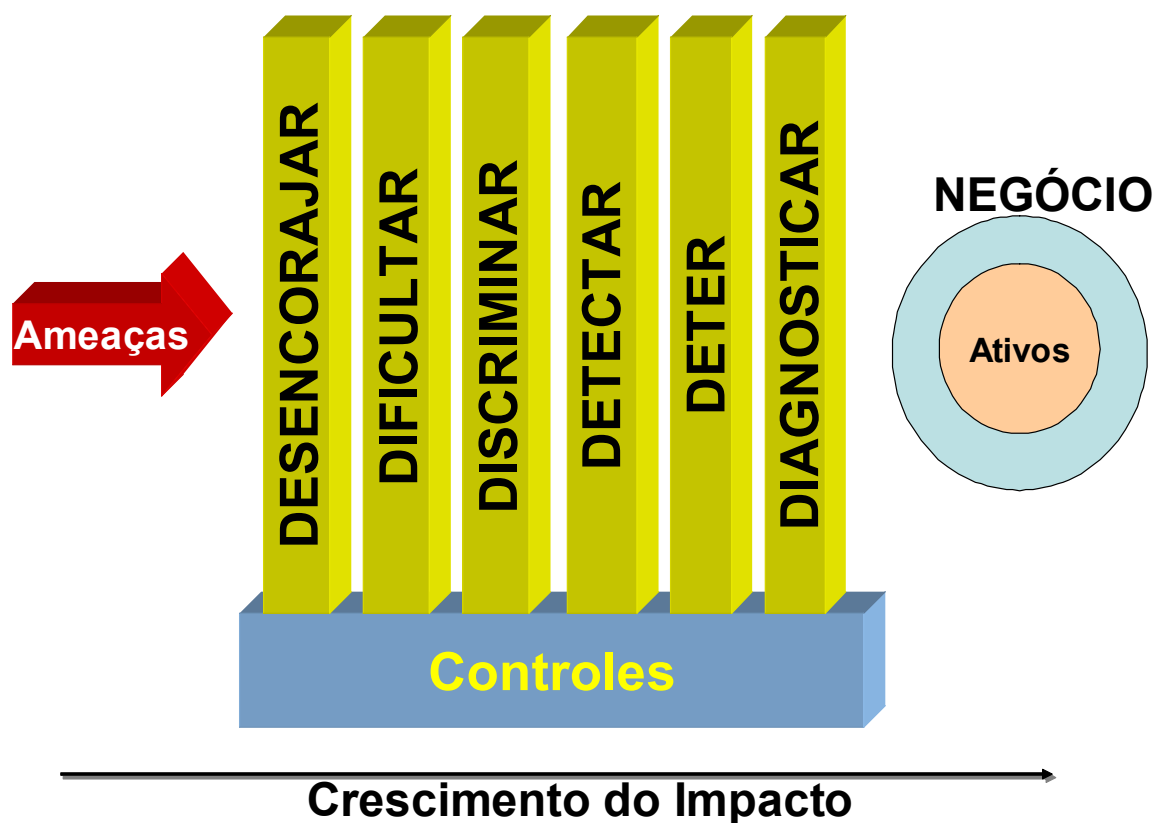 Ameaças
DESENCORAJAR
DIFICULTAR
DISCRIMINAR
DETECTAR
DETER
DIAGNOSTICAR
NEGÓCIO
Ativos
Controles
Crescimento do Impacto